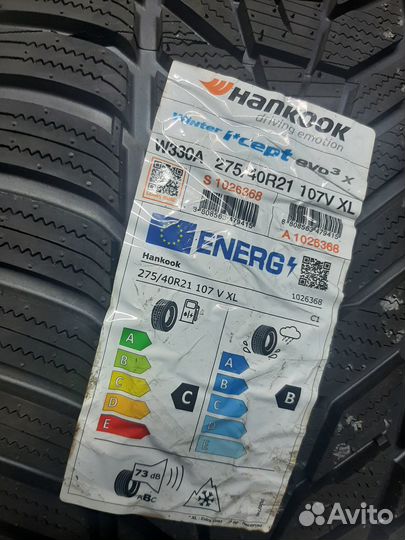 HANKOOK
driving emotion
Winter i*cept evo³ x
W330A 275/40R21 107V XL
S 1026368
A 1026368
ENERG
Hankook
275/40R21 107 V XL
1026368
C1
A
B
C
D
E
C
A
B
C
D
E
B
73 dB
ABC
Avito